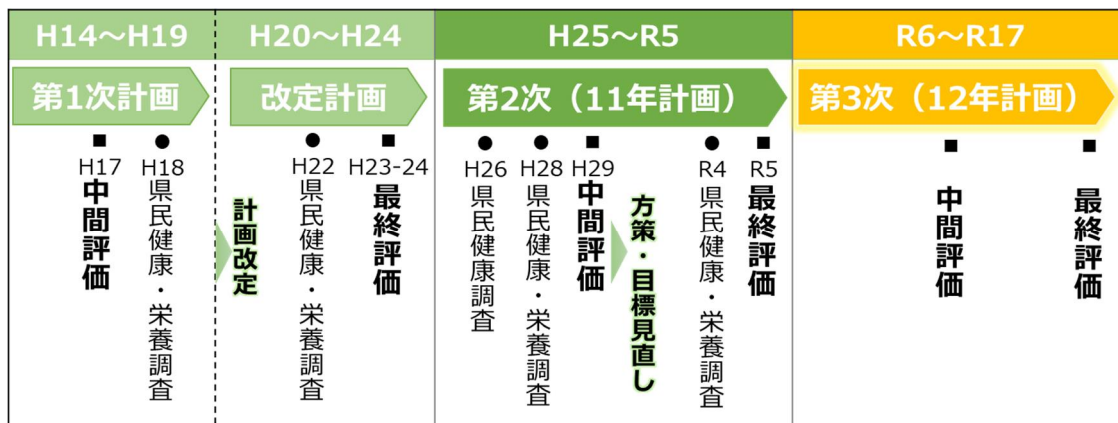 H14～H19
H20～H24
H25～R5
R6～R17
第1次計画
改定計画
第2次（11年計画）
第3次（12年計画）
H17
中間評価
H18
県民健康・栄養調査
計画改定
H22
県民健康・栄養調査
H23-24
最終評価
H26
県民健康調査
H28
県民健康・栄養調査
H29
中間評価
方策・目標見直し
R4
県民健康・栄養調査
R5
最終評価
中間評価
最終評価